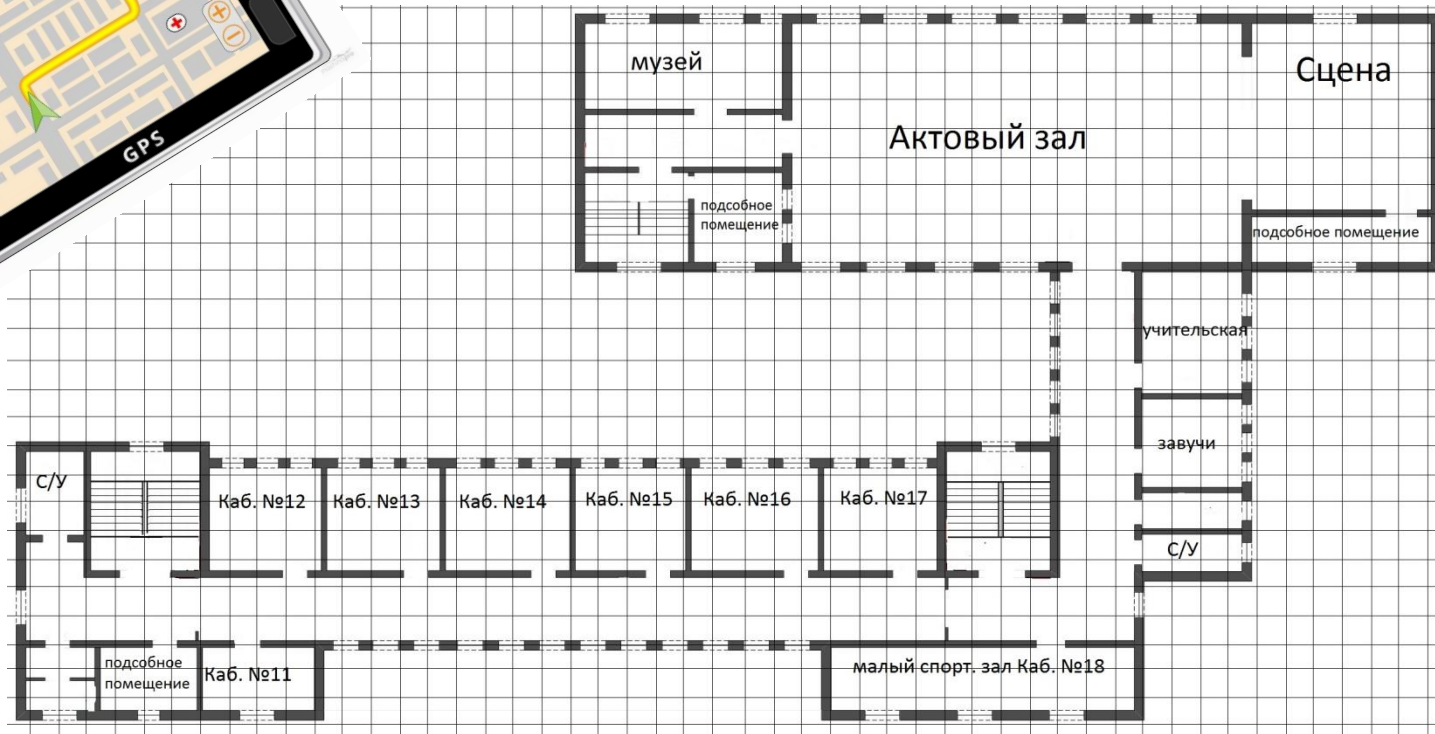 GPS
музей
Сцена
Актовый зал
подсобное
помещение
подсобное помещение
учительская
завучи
С/У
С/У
Каб. №12
Каб. №13
Каб. №14
Каб. №15
Каб. №16
Каб. №17
подсобное
помещение
Каб. №11
малый спорт. зал Каб. №18